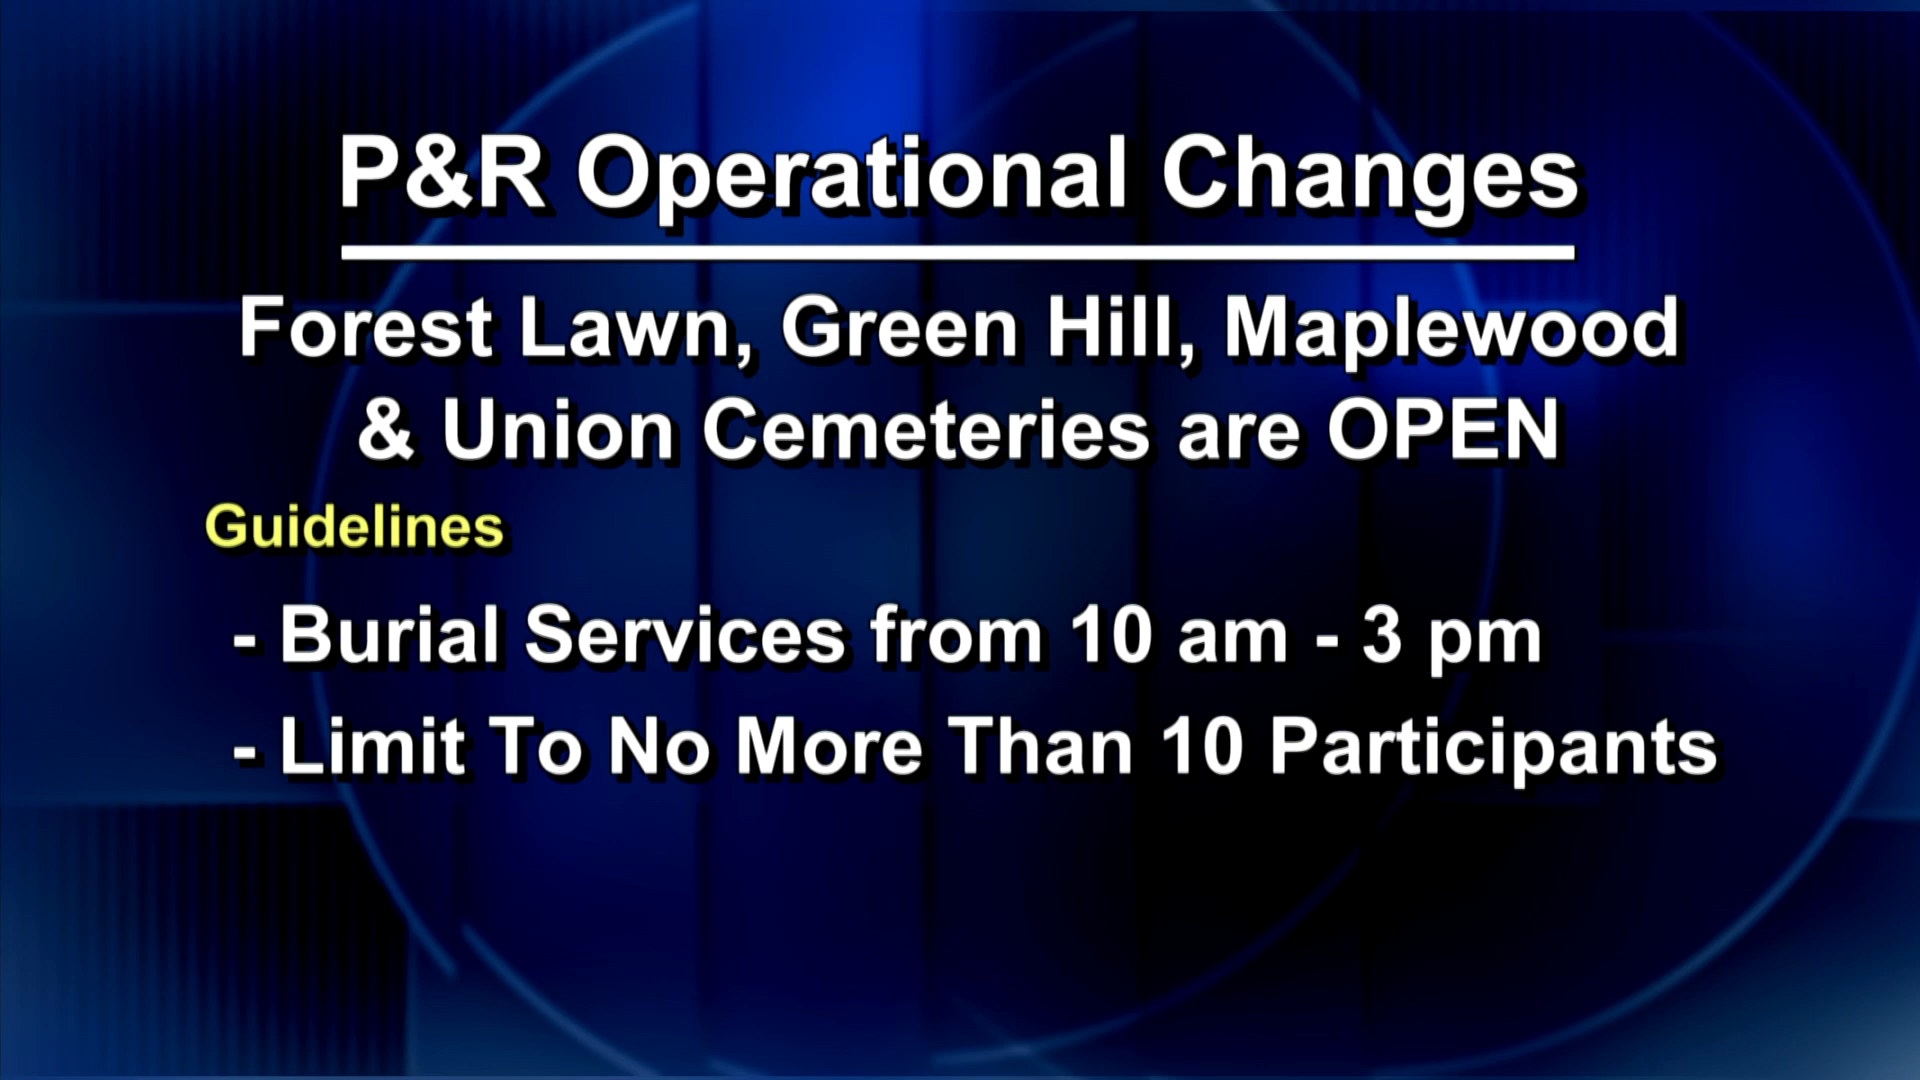 P&R Operational Changes
Forest Lawn, Green Hill, Maplewood
& Union Cemeteries are OPEN
Guidelines
- Burial Services from 10 am - 3 pm
- Limit To No More Than 10 Participants